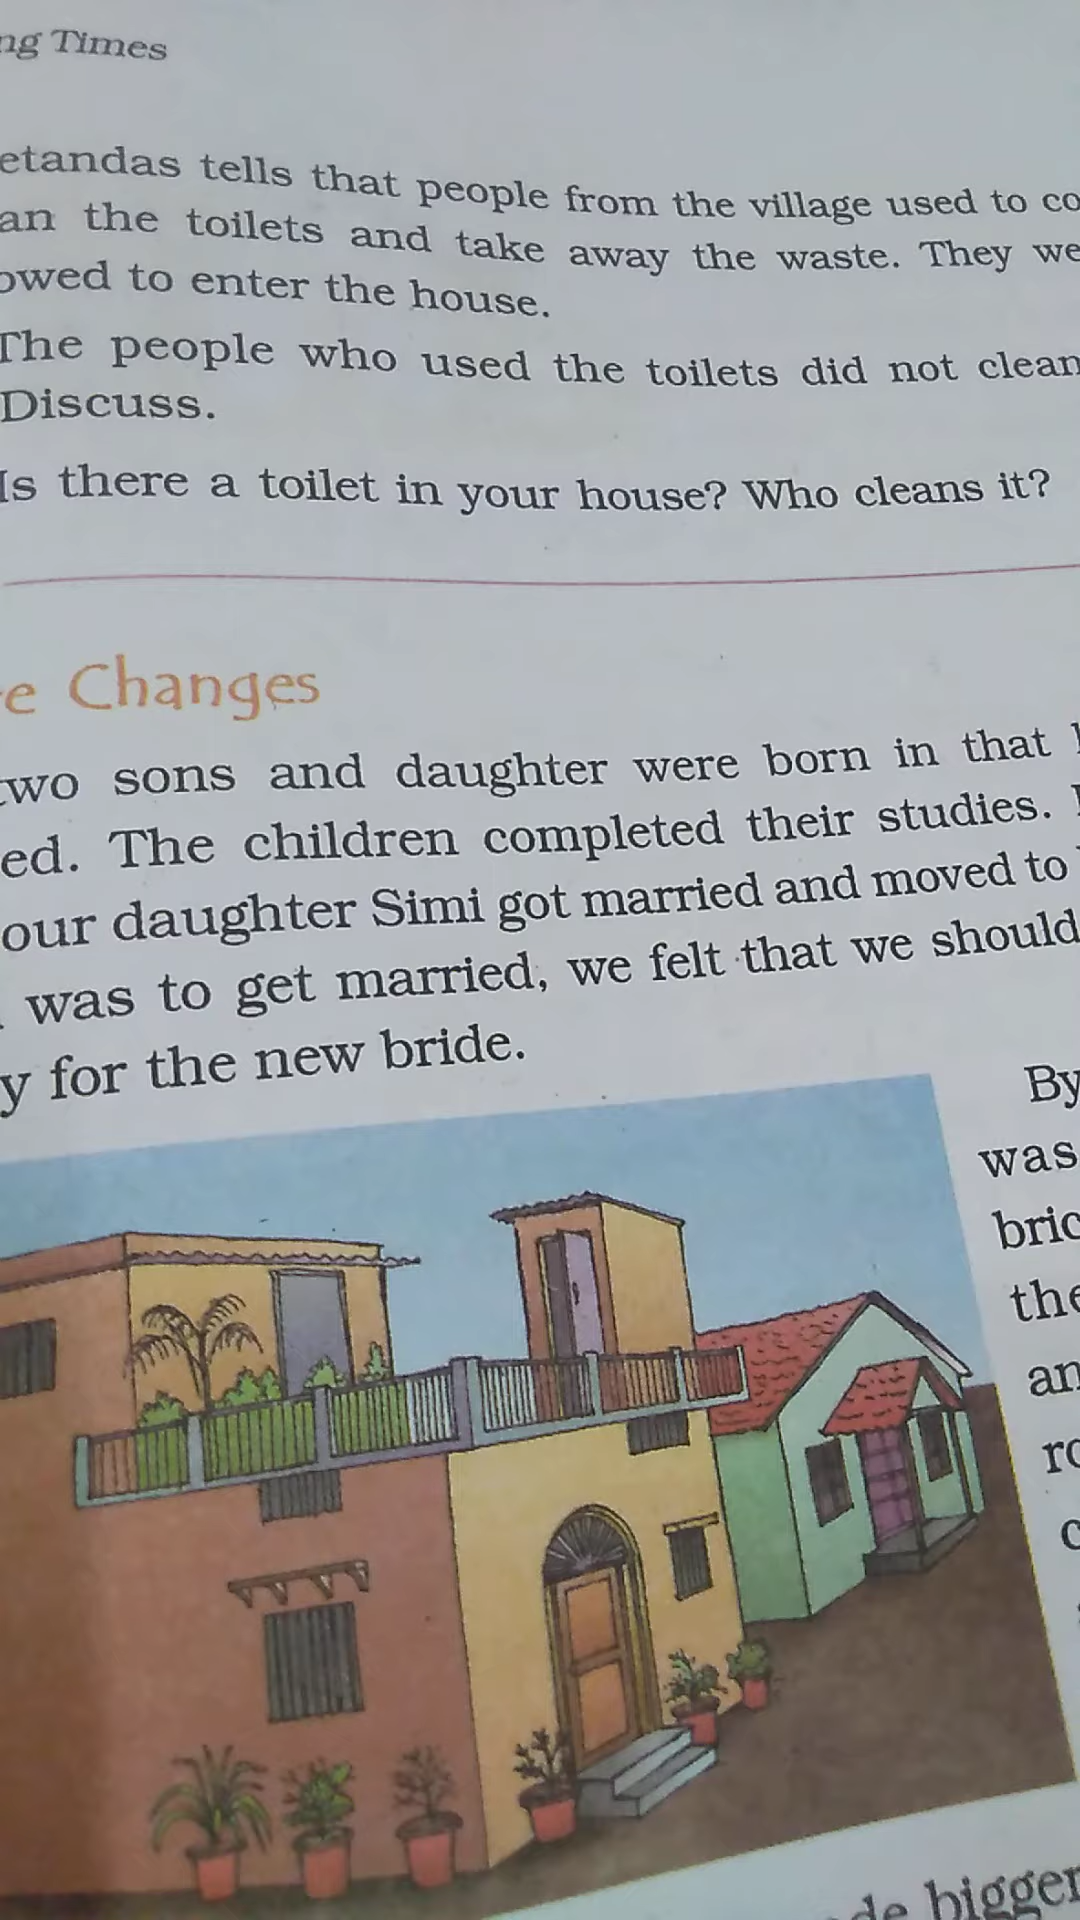 ng Times
etandas tells that people from the village used to co
an the toilets and take away the waste. They we
owed to enter the house.
The people who used the toilets did not clean
Discuss.
Is there a toilet in your house? Who cleans it?
e Changes
two sons and daughter were born in that
ed. The children completed their studies.
our daughter Simi got married and moved to
was to get married, we felt that we should
y for the new bride.
By
was
bric
the
an
ro
c
de bigger